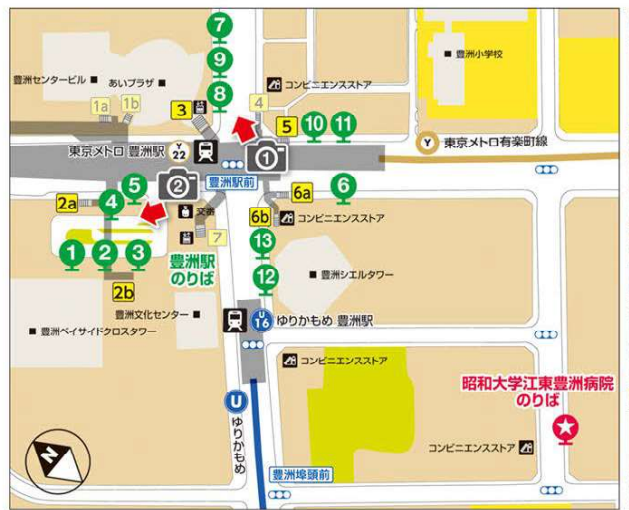 7
9
8
豊洲センタービル
あいプラザ
1a
1b
3
コンビニエンスストア
4
豊洲小学校
5
10
11
東京メトロ 豊洲駅
Y
22
①
Y
東京メトロ有楽町線
豊洲駅前
2a
5
②
4
6a
6
交番
6b
コンビニエンスストア
7
13
1
2
3
豊洲駅
のりば
2b
12
豊洲シエルタワー
豊洲文化センター
豊洲ベイサイドクロスタワー
U
16
ゆりかもめ 豊洲駅
コンビニエンスストア
昭和大学江東豊洲病院
のりば
U
ゆりかもめ
コンビニエンスストア
N
豊洲埠頭前